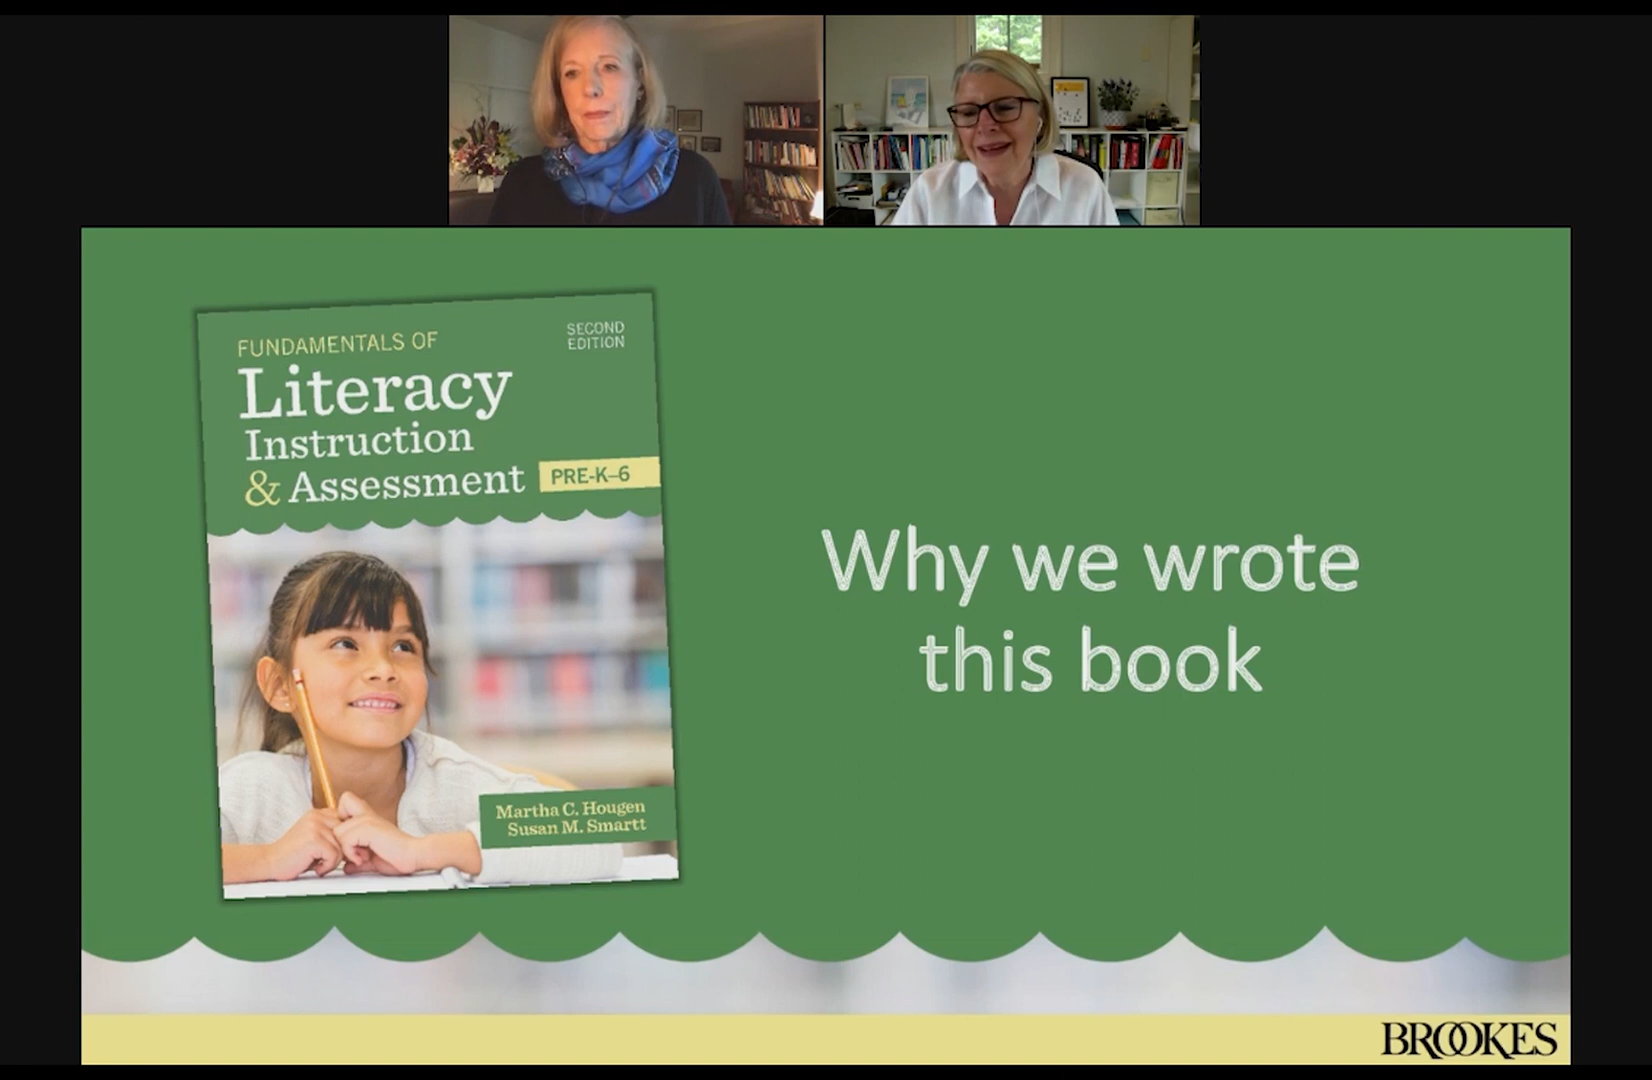 FUNDAMENTALS OF
SECOND
EDITION
Literacy
Instruction
& Assessment
PRE-K–6
Martha C. Hougen
Susan M. Smartt
Why we wrote
this book
BROOKES